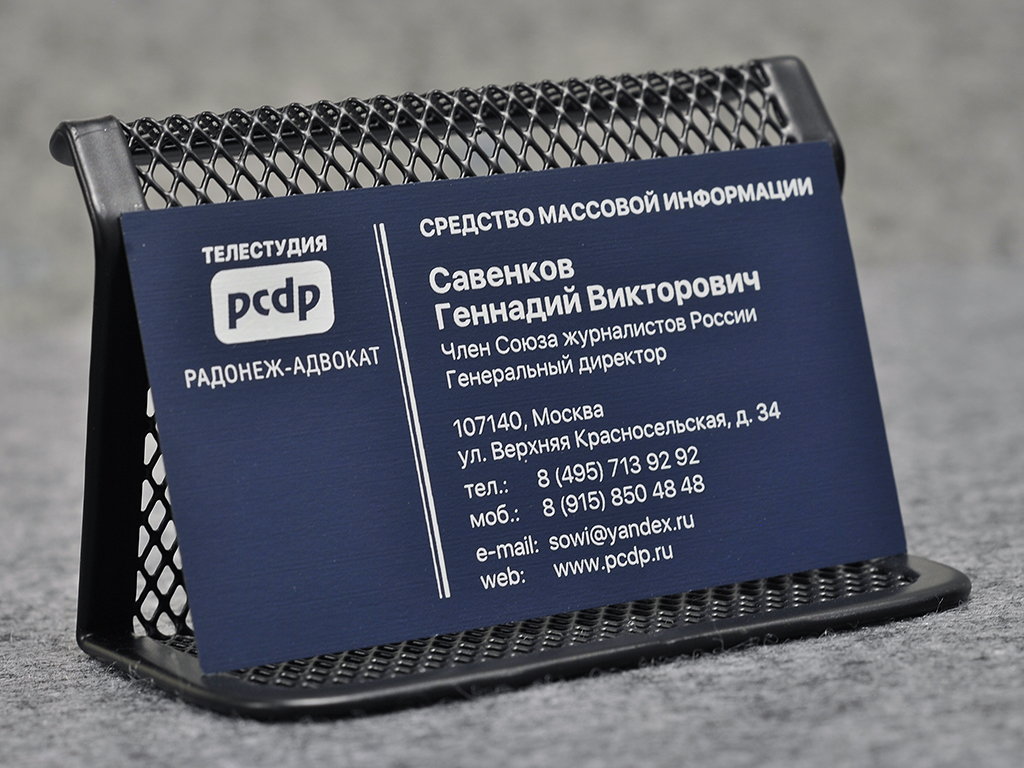 ТЕЛЕСТУДИЯ
pcdp
РАДОНЕЖ-АДВОКАТ
СРЕДСТВО МАССОВОЙ ИНФОРМАЦИИ
Савенков
Геннадий Викторович
Член Союза журналистов России
Генеральный директор
107140, Москва
ул. Верхняя Красносельская, д. 34
тел.: 8 (495) 713 92 92
моб.: 8 (915) 850 48 48
e-mail: sowi@yandex.ru
web: www.pcdp.ru